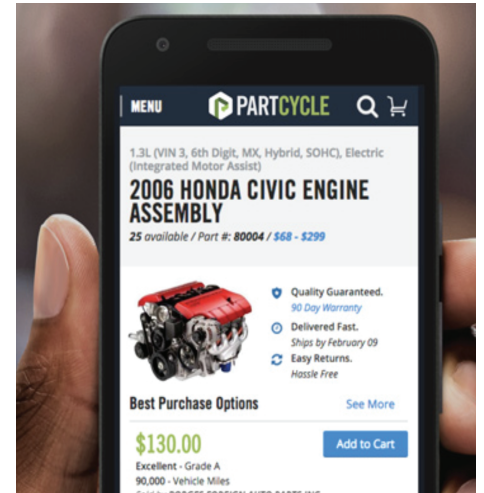 MENU
PARTCYCLE
1.3L (VIN 3, 6th Digit, MX, Hybrid, SOHC), Electric
(Integrated Motor Assist)
2006 HONDA CIVIC ENGINE
ASSEMBLY
25 available / Part #: 80004 / $68 - $299
Quality Guaranteed.
90 Day Warranty
Delivered Fast.
Ships by February 09
Easy Returns.
Hassle Free
Best Purchase Options
See More
$130.00
Add to Cart
Excellent - Grade A
90,000 - Vehicle Miles